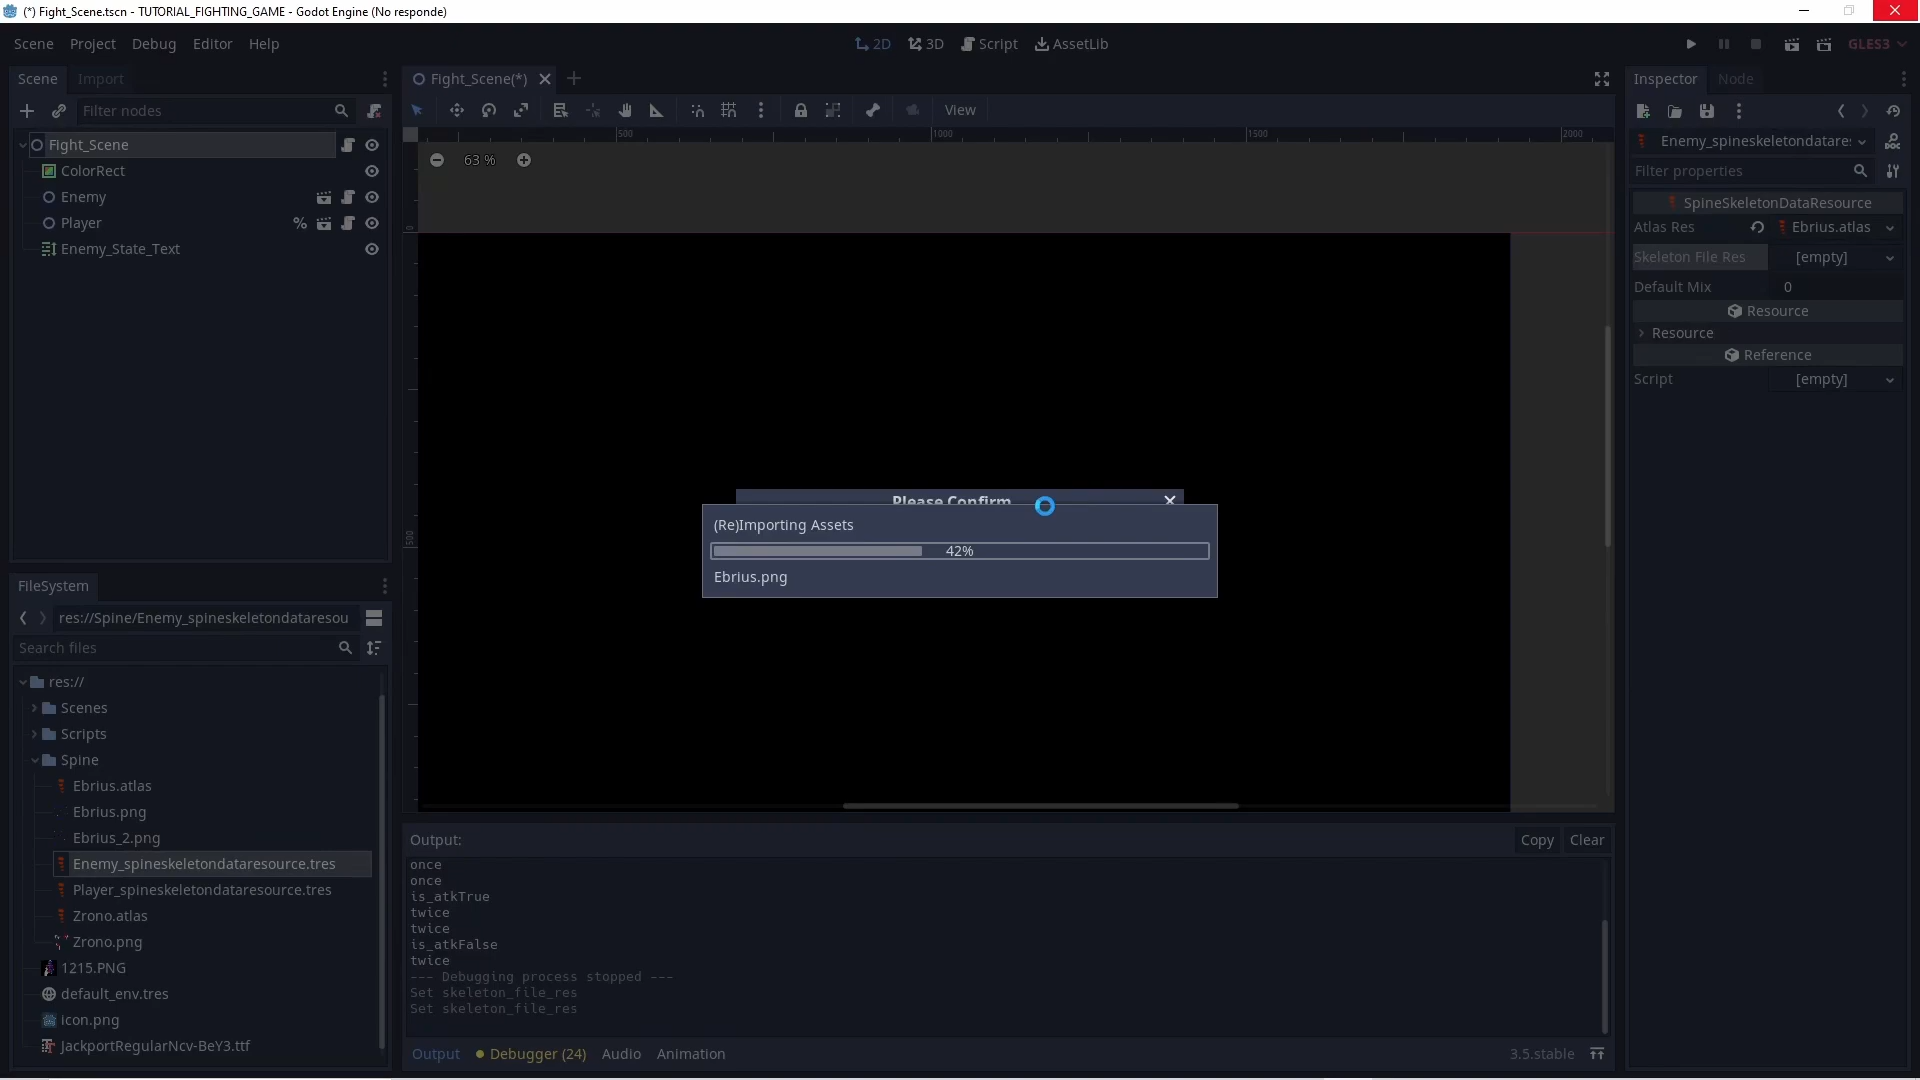 (*) Fight_Scene.tscn - TUTORIAL_FIGHTING_GAME - Godot Engine (No responde)
Scene Project Debug Editor Help
2D 3D Script AssetLib
GLES3
Scene Import
Filter nodes
Fight_Scene
ColorRect
Enemy
Player
Enemy_State_Text
Fight_Scene(*)
View
500 1000 1500 2000
63 %
0
500
Please Confirm
(Re)Importing Assets
42%
Ebrius.png
FileSystem
res://Spine/Enemy_spineskeletondataresou
Search files
res://
Scenes
Scripts
Spine
Ebrius.atlas
Ebrius.png
Ebrius_2.png
Enemy_spineskeletondataresource.tres
Player_spineskeletondataresource.tres
Zrono.atlas
Zrono.png
1215.PNG
default_env.tres
icon.png
JackportRegularNcv-BeY3.ttf
Output:
Copy Clear
once
once
is_atkTrue
twice
twice
is_atkFalse
twice
--- Debugging process stopped ---
Set skeleton_file_res
Set skeleton_file_res
Output Debugger (24) Audio Animation
3.5.stable
Inspector Node
Enemy_spineskeletondatares
Filter properties
SpineSkeletonDataResource
Atlas Res Ebrius.atlas
Skeleton File Res [empty]
Default Mix 0
Resource
Resource
Reference
Script [empty]